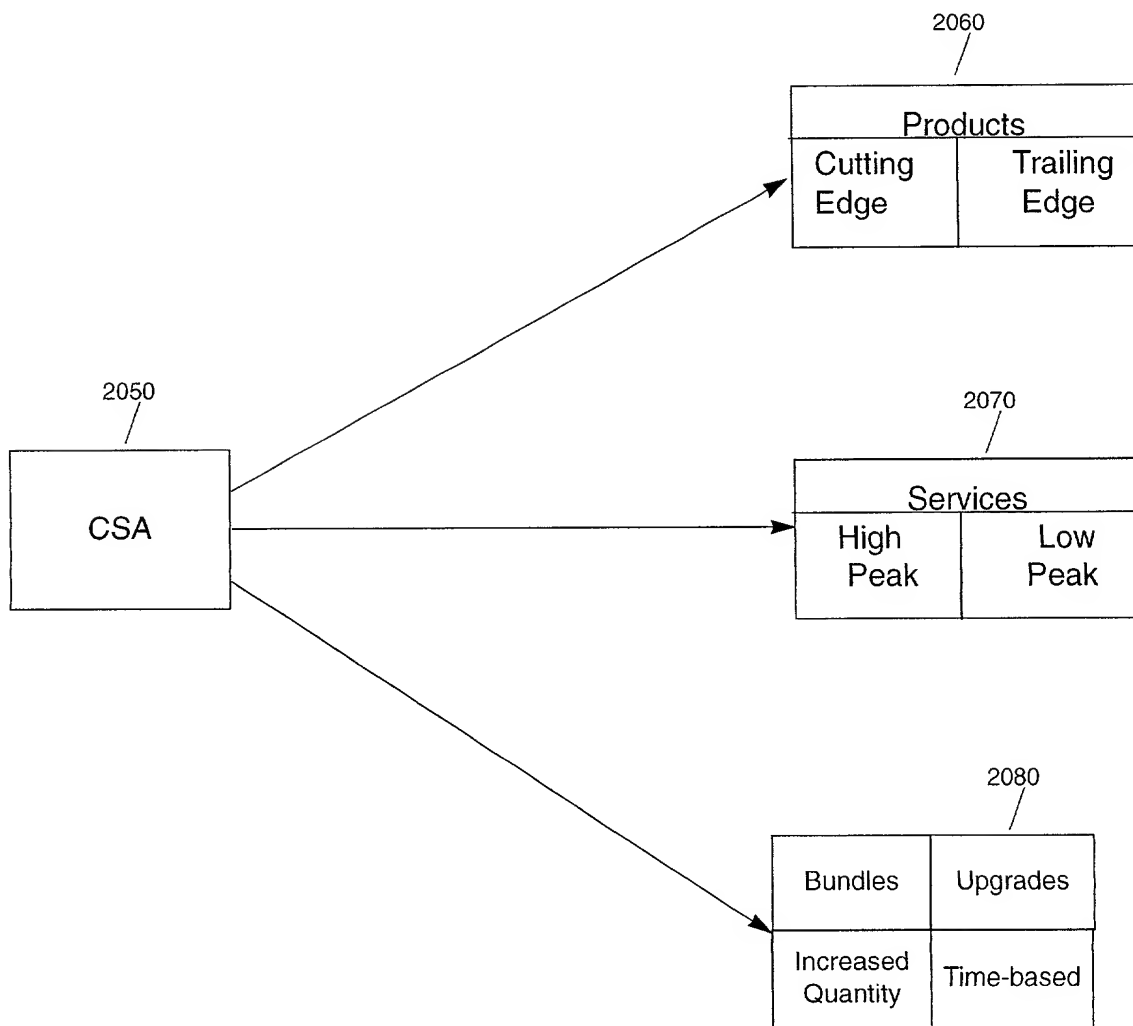 2060
Products
Cutting
Edge
Trailing
Edge
2050
CSA
2070
Services
High
Peak
Low
Peak
2080
Bundles
Upgrades
Increased
Quantity
Time-based